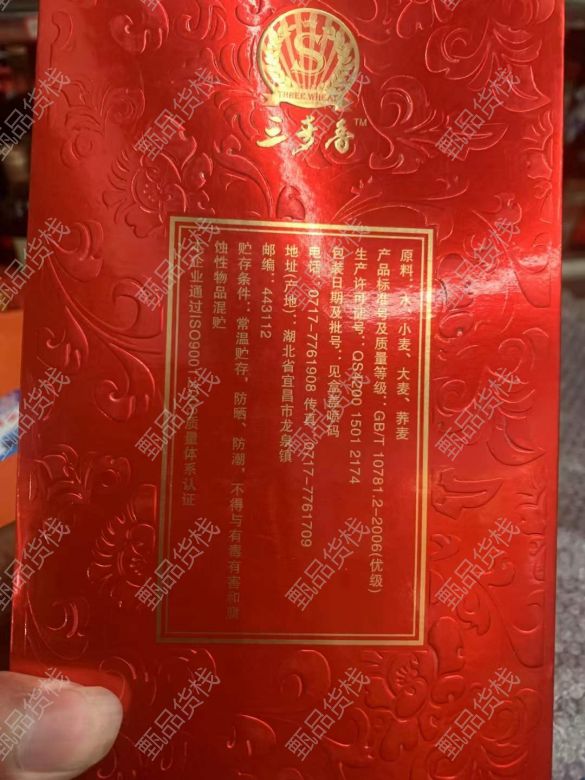 S
THREE WHEAT
三麦香™
原料：水、小麦、大麦、荞麦
产品标准号及质量等级：GB/T 10781.2-2006(优级)
生产许可证号：QS4200 1501 2174
包装日期及批号：见盒盖喷码
电话：0717-7761908 传真：0717-7761709
地址(产地)：湖北省宜昌市龙泉镇
邮编：443112
贮存条件：常温贮存，防晒、防潮，不得与有毒有害和腐
蚀性物品混贮
企业通过ISO900 质量体系认证
甄品货栈